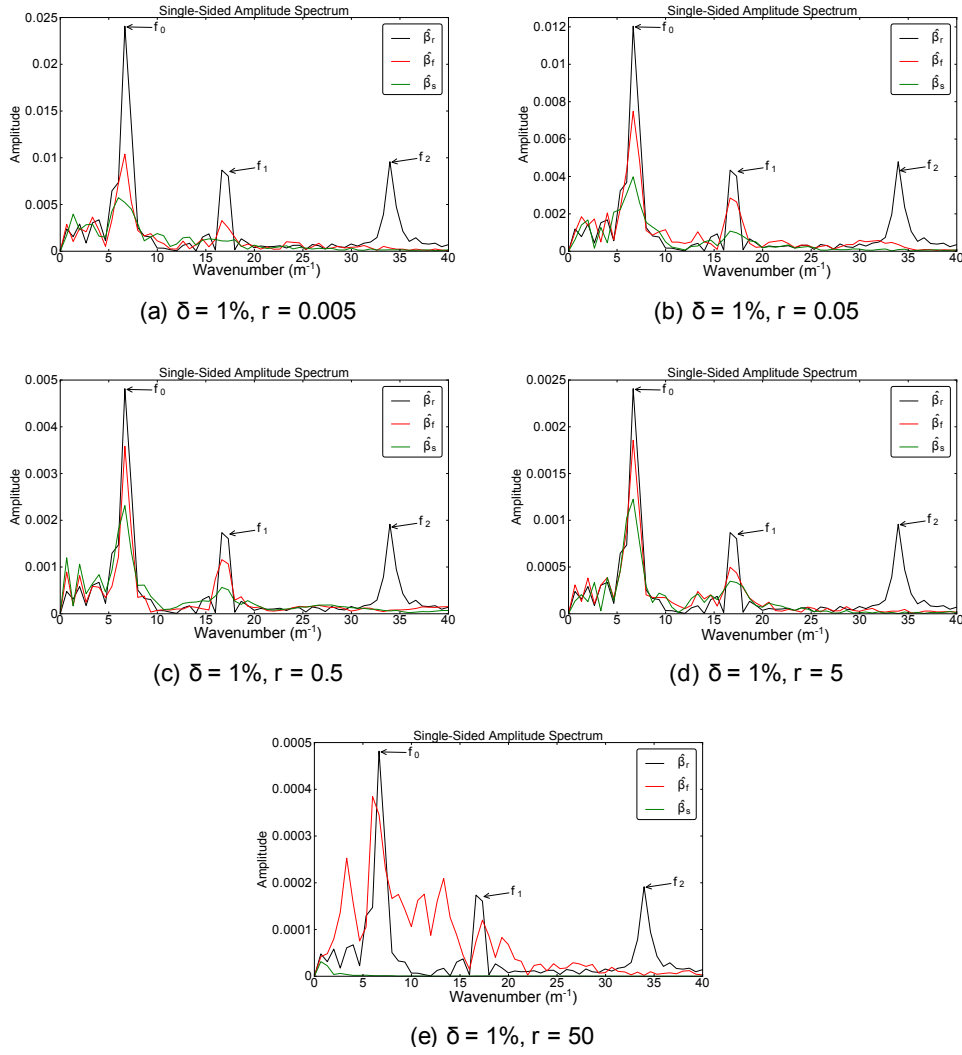 Single-Sided Amplitude Spectrum
0.025
0.020
0.015
0.010
0.005
0
Amplitude
f₀
f₁
f₂
β̂ᵣ
β̂f
β̂ₛ
0 5 10 15 20 25 30 35 40
Wavenumber (m⁻¹)
(a) δ = 1%, r = 0.005
Single-Sided Amplitude Spectrum
0.012
0.010
0.008
0.006
0.004
0.002
0
Amplitude
f₀
f₁
f₂
β̂ᵣ
β̂f
β̂ₛ
0 5 10 15 20 25 30 35 40
Wavenumber (m⁻¹)
(b) δ = 1%, r = 0.05
Single-Sided Amplitude Spectrum
0.005
0.004
0.003
0.002
0.001
0
Amplitude
f₀
f₁
f₂
β̂ᵣ
β̂f
β̂ₛ
0 5 10 15 20 25 30 35 40
Wavenumber (m⁻¹)
(c) δ = 1%, r = 0.5
Single-Sided Amplitude Spectrum
0.0025
0.0020
0.0015
0.0010
0.0005
0
Amplitude
f₀
f₁
f₂
β̂ᵣ
β̂f
β̂ₛ
0 5 10 15 20 25 30 35 40
Wavenumber (m⁻¹)
(d) δ = 1%, r = 5
Single-Sided Amplitude Spectrum
0.0005
0.0004
0.0003
0.0002
0.0001
0
Amplitude
f₀
f₁
f₂
β̂ᵣ
β̂f
β̂ₛ
0 5 10 15 20 25 30 35 40
Wavenumber (m⁻¹)
(e) δ = 1%, r = 50